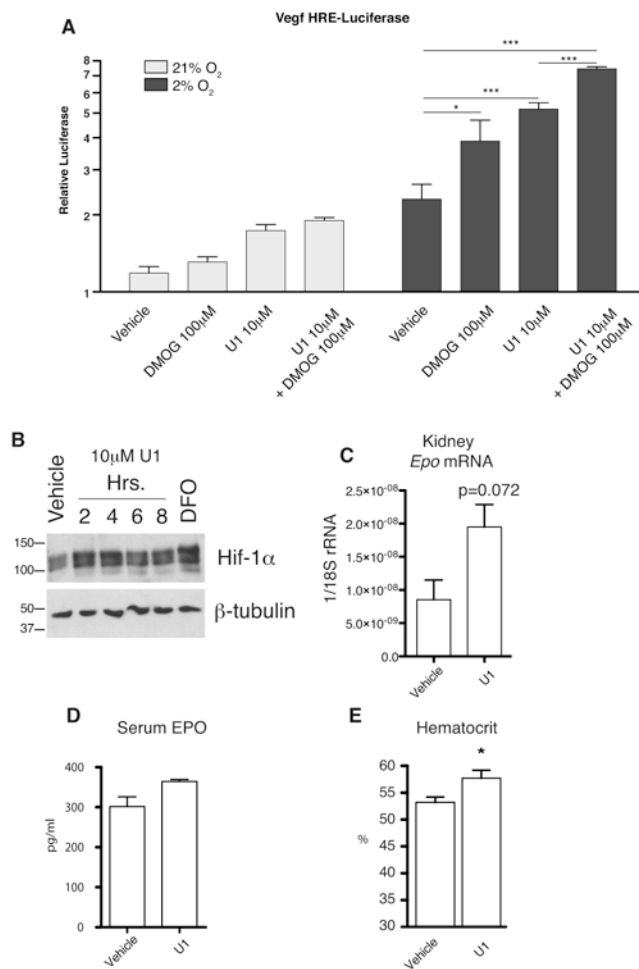 Vegf HRE-Luciferase
A
21% O₂
2% O₂
***
***
***
*
8
7
6
5
4
3
2
1
Relative Luciferase
Vehicle
DMOG 100µM
U1 10µM
U1 10µM
+ DMOG 100µM
Vehicle
DMOG 100µM
U1 10µM
U1 10µM
+ DMOG 100µM
B
Vehicle
10µM U1
Hrs.
2 4 6 8
DFO
150
100
Hif-1α
50
37
β-tubulin
C
Kidney
Epo mRNA
p=0.072
2.5×10⁻⁰⁸
2.0×10⁻⁰⁸
1.5×10⁻⁰⁸
1.0×10⁻⁰⁸
5.0×10⁻⁰⁹
0.0
1/18S rRNA
Vehicle
U1
D
Serum EPO
400
300
200
100
0
pg/ml
Vehicle
U1
E
Hematocrit
*
60
55
50
45
40
35
30
%
Vehicle
U1